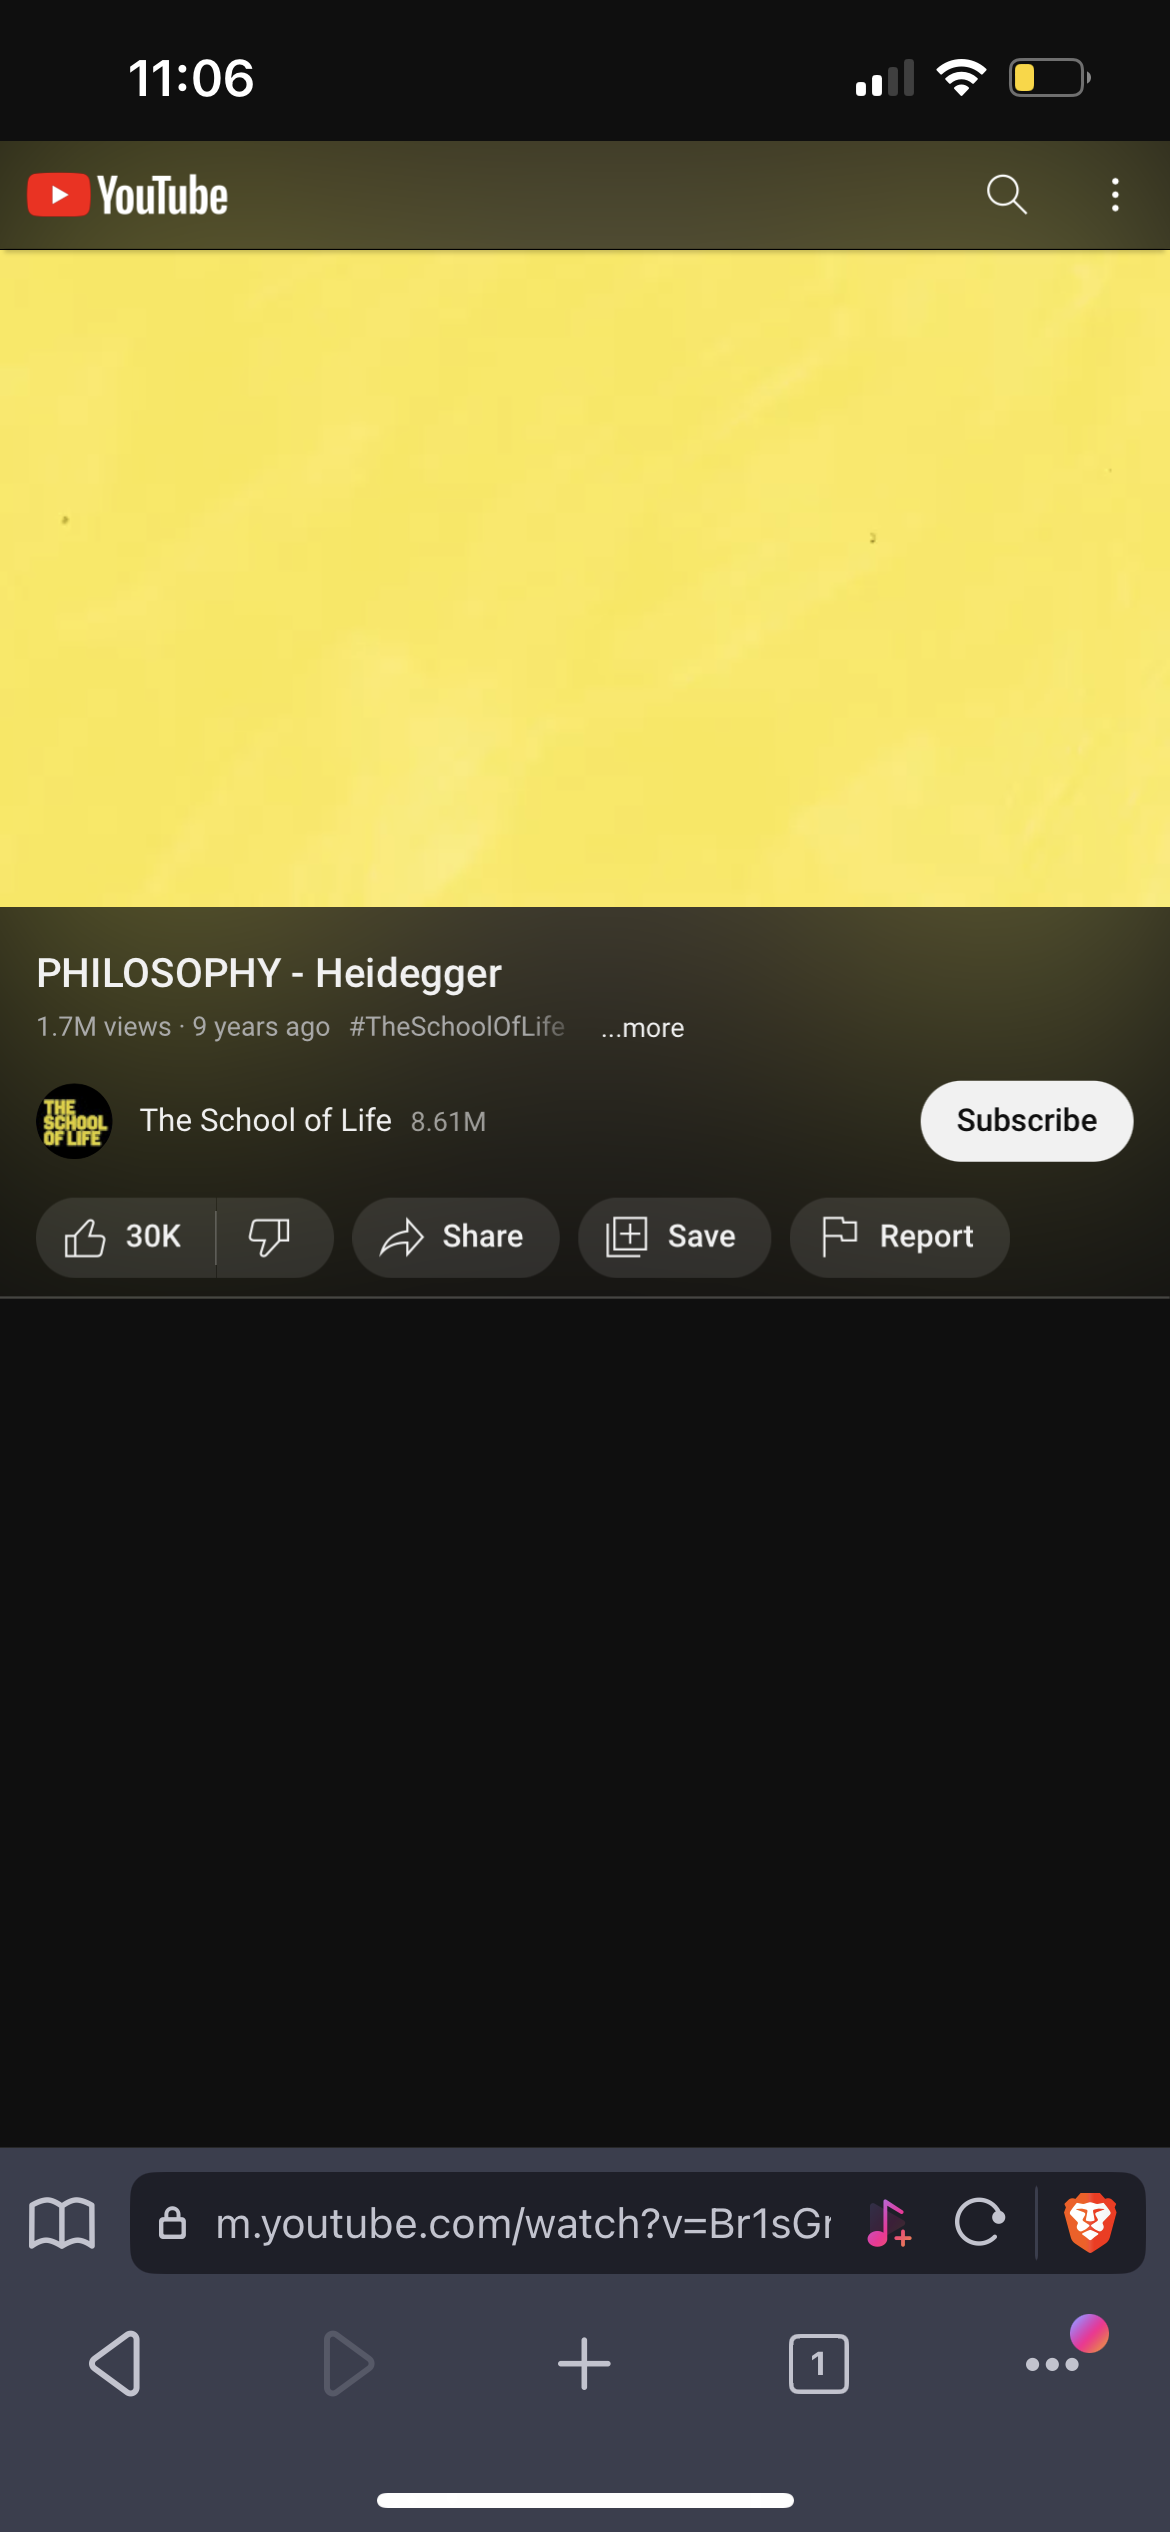 11:06
YouTube
PHILOSOPHY - Heidegger
1.7M views · 9 years ago #TheSchoolOfLife ...more
THE
SCHOOL
OF LIFE
The School of Life 8.61M
Subscribe
30K Share Save Report
m.youtube.com/watch?v=Br1sGr
1